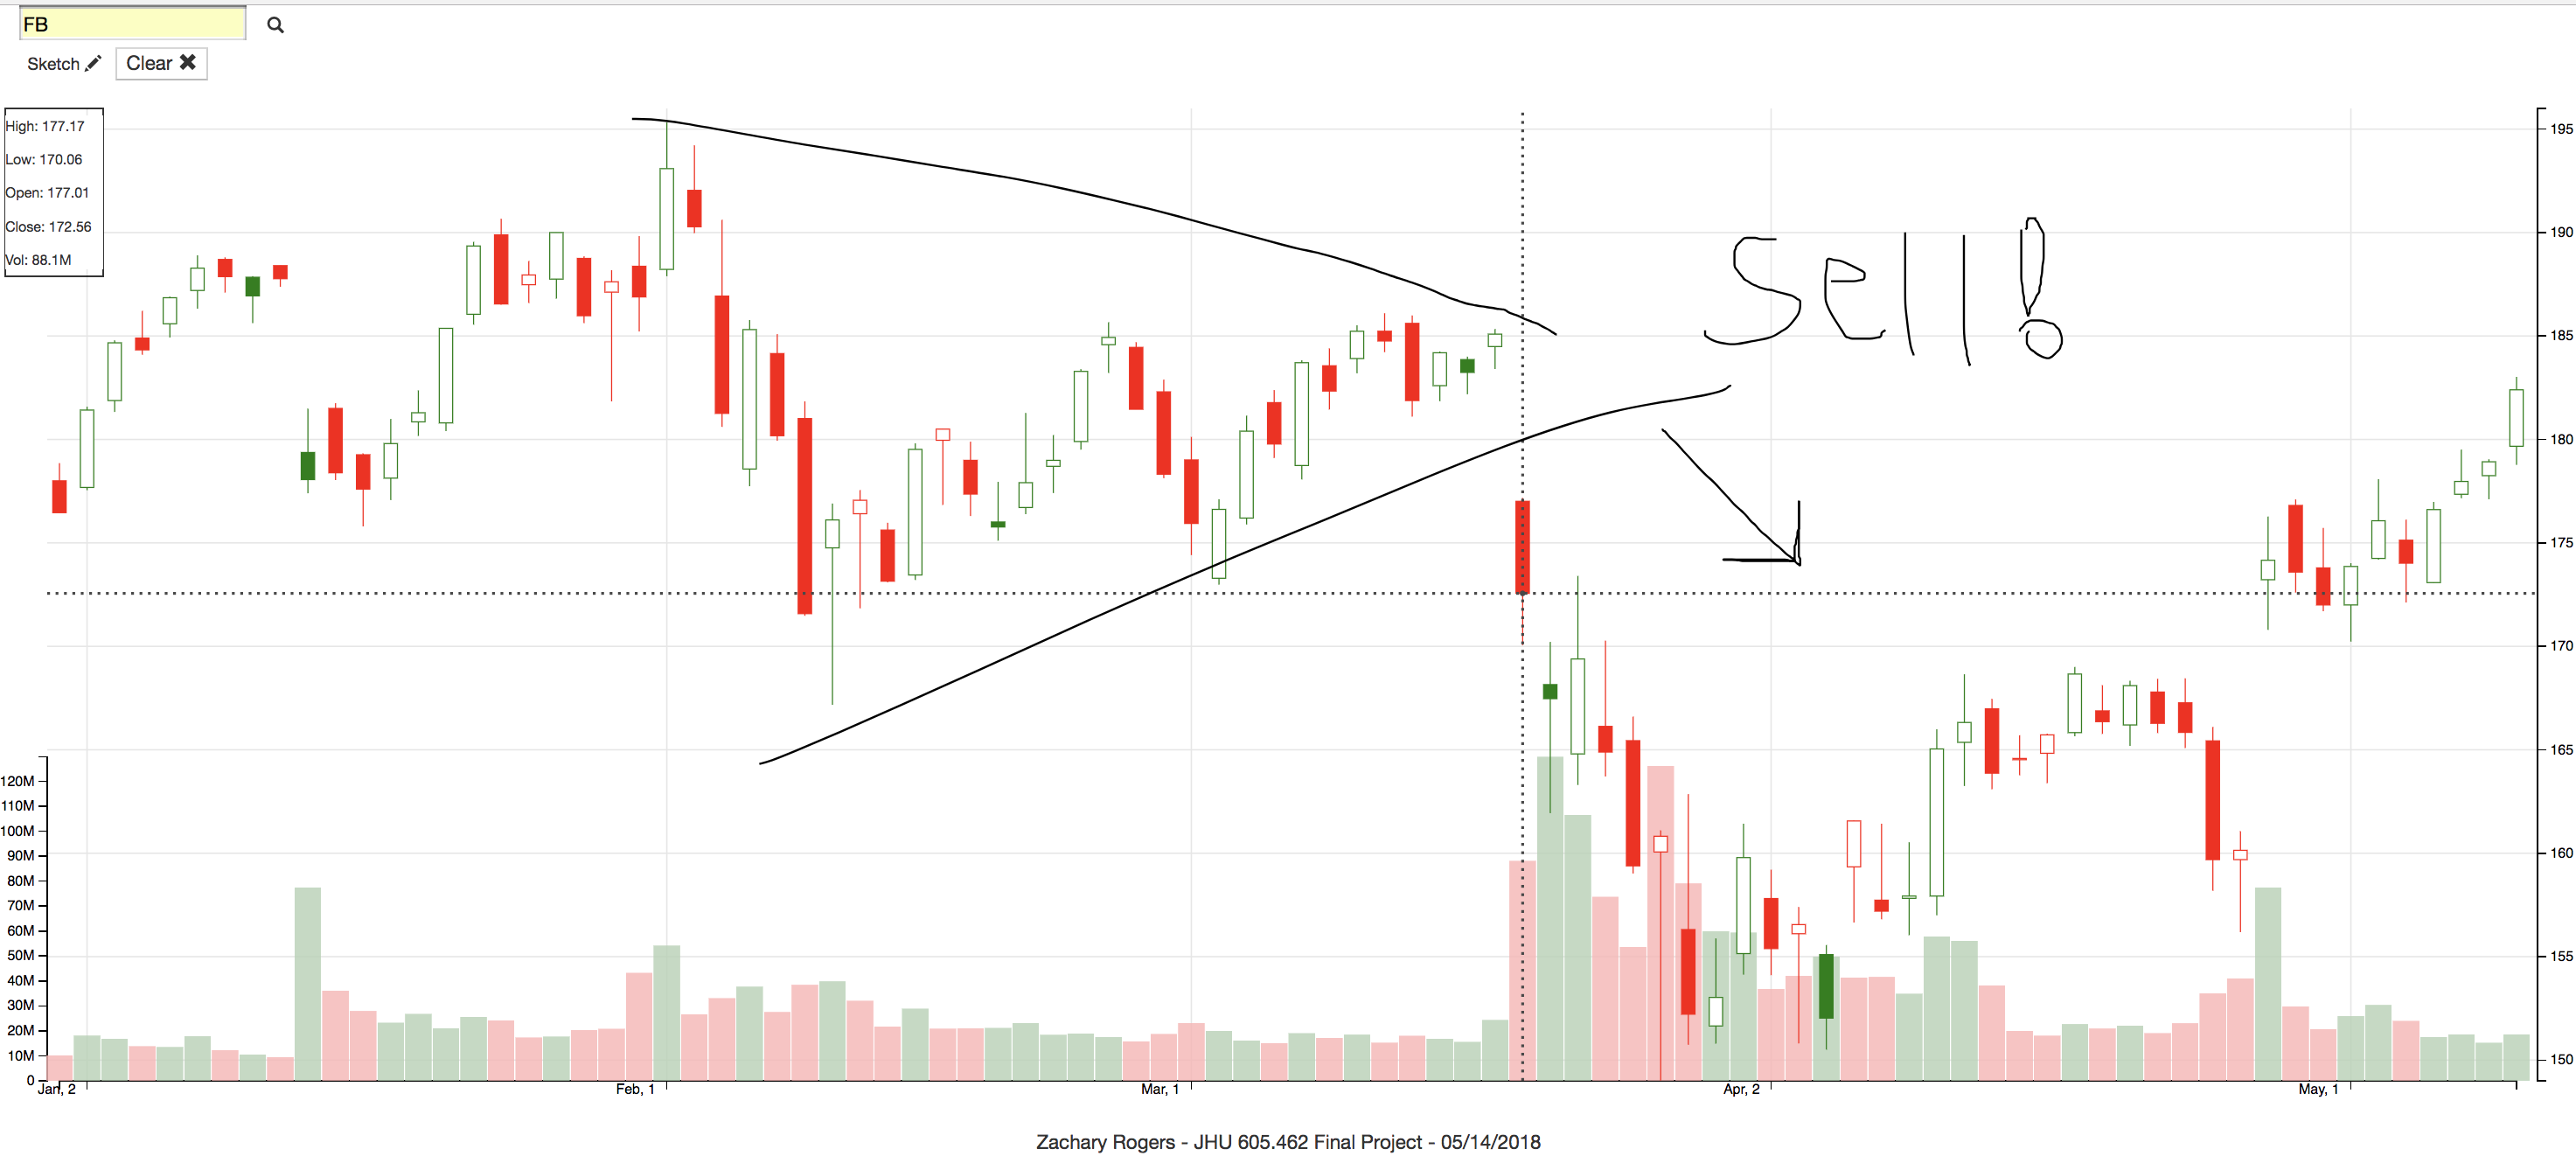 FB
Sketch Clear
High: 177.17
Low: 170.06
Open: 177.01
Close: 172.56
Vol: 88.1M
Sell!
195
190
185
180
175
170
165
160
155
150
120M
110M
100M
90M
80M
70M
60M
50M
40M
30M
20M
10M
0
Jan, 2 Feb, 1 Mar, 1 Apr, 2 May, 1
Zachary Rogers - JHU 605.462 Final Project - 05/14/2018